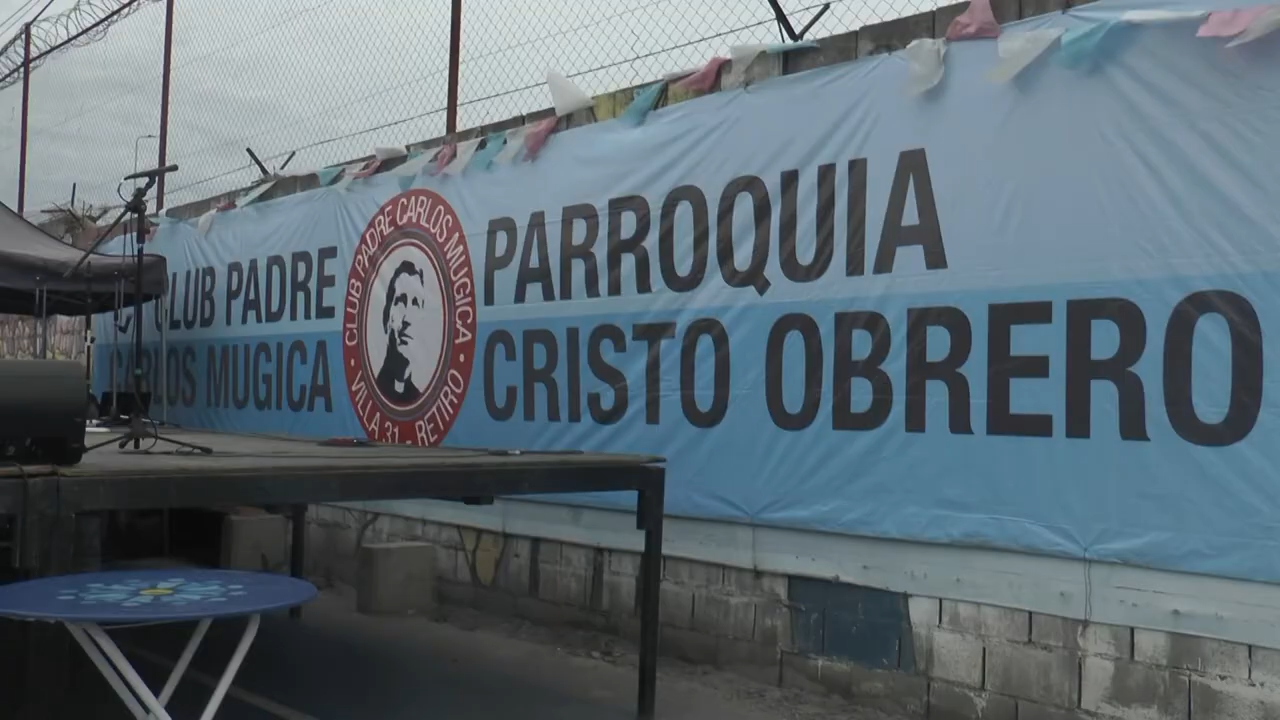 CLUB PADRE
CARLOS MUGICA
CLUB PADRE CARLOS MUGICA
· VILLA 31 - RETIRO ·
PARROQUIA
CRISTO OBRERO